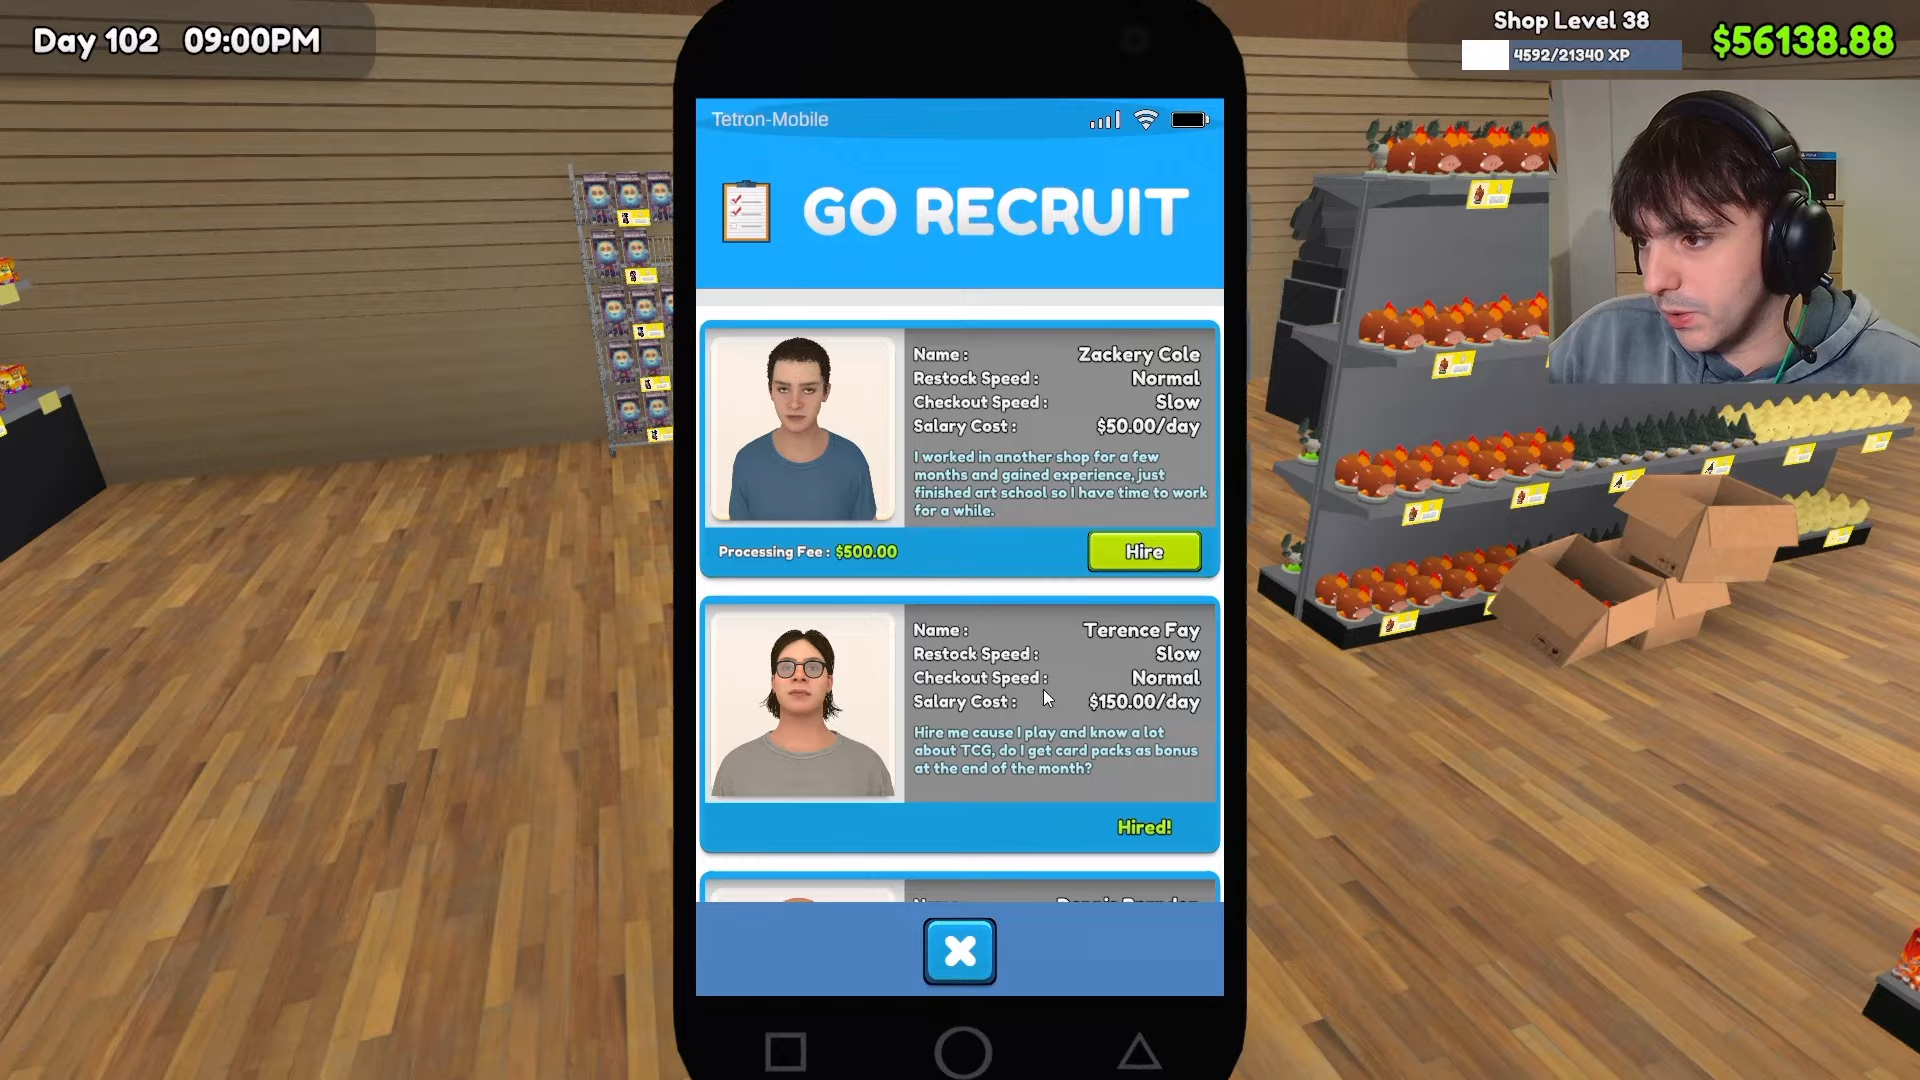 Day 102 09:00PM
Shop Level 38
4592/21340 XP
$56138.88
Tetron-Mobile
GO RECRUIT
Name : Zackery Cole
Restock Speed : Normal
Checkout Speed : Slow
Salary Cost : $50.00/day
I worked in another shop for a few
months and gained experience, just
finished art school so I have time to work
for a while.
Processing Fee : $500.00
Hire
Name : Terence Fay
Restock Speed : Slow
Checkout Speed : Normal
Salary Cost : $150.00/day
Hire me cause I play and know a lot
about TCG, do I get card packs as bonus
at the end of the month?
Hired!